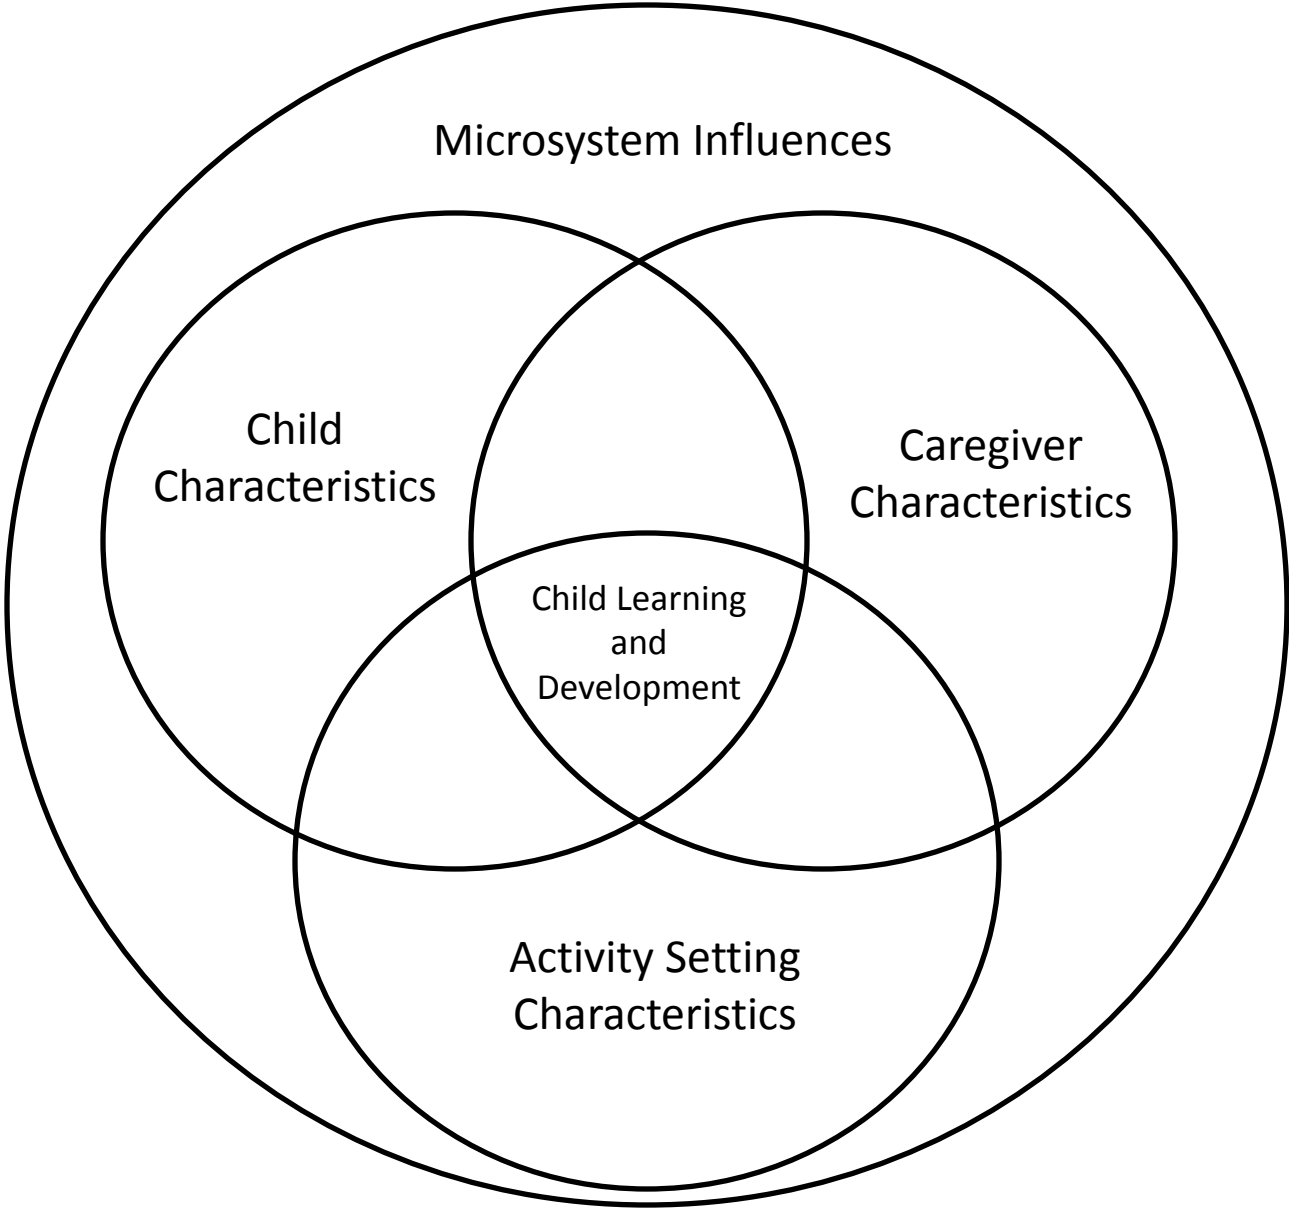 Microsystem Influences
Child
Characteristics
Caregiver
Characteristics
Child Learning
and
Development
Activity Setting
Characteristics